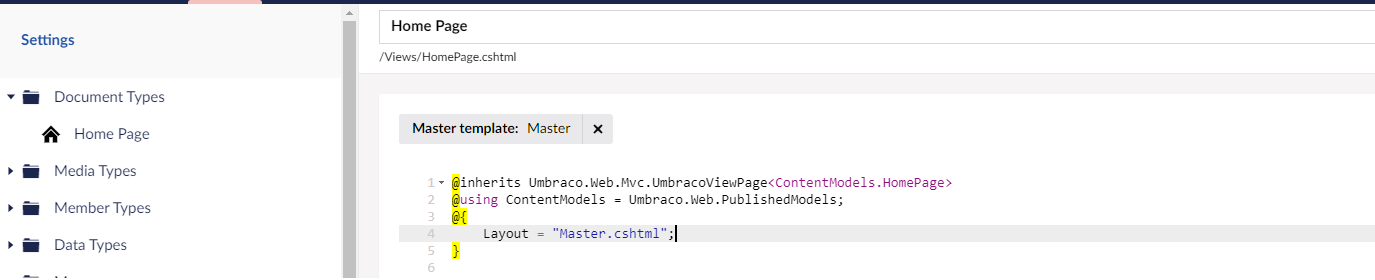 Settings
Document Types
Home Page
Media Types
Member Types
Data Types
Home Page
/Views/HomePage.cshtml
Master template: Master
1 @inherits Umbraco.Web.Mvc.UmbracoViewPage<ContentModels.HomePage>
2 @using ContentModels = Umbraco.Web.PublishedModels;
3 @{
4 Layout = "Master.cshtml";
5 }
6